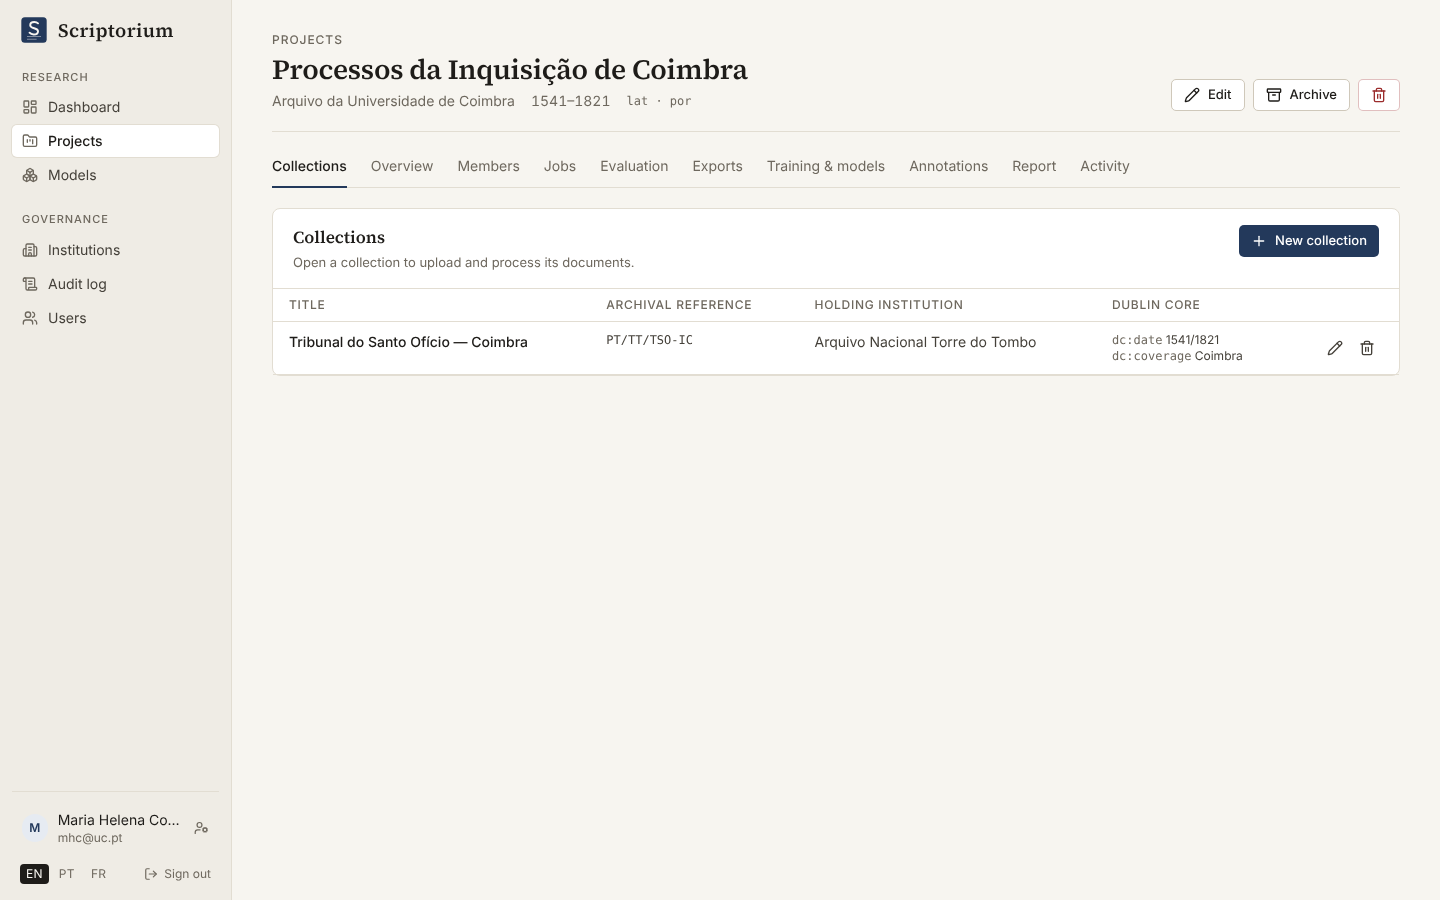 Scriptorium
RESEARCH
Dashboard
Projects
Models
GOVERNANCE
Institutions
Audit log
Users
M
Maria Helena Co...
mhc@uc.pt
EN PT FR Sign out
PROJECTS
Processos da Inquisição de Coimbra
Arquivo da Universidade de Coimbra 1541–1821 lat · por
Edit Archive
Collections Overview Members Jobs Evaluation Exports Training & models Annotations Report Activity
Collections
Open a collection to upload and process its documents.
New collection
TITLE ARCHIVAL REFERENCE HOLDING INSTITUTION DUBLIN CORE
Tribunal do Santo Ofício — Coimbra PT/TT/TSO-IC Arquivo Nacional Torre do Tombo dc:date 1541/1821
dc:coverage Coimbra